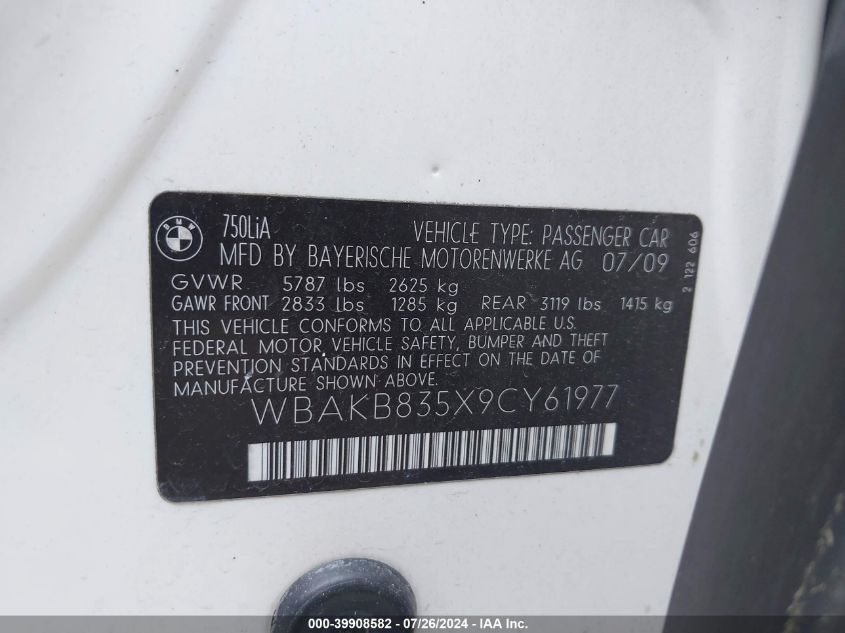 BMW
750LiA VEHICLE TYPE: PASSENGER CAR
MFD BY BAYERISCHE MOTORENWERKE AG 07/09
GVWR 5787 lbs 2625 kg
GAWR FRONT 2833 lbs 1285 kg REAR 3119 lbs 1415 kg
THIS VEHICLE CONFORMS TO ALL APPLICABLE U.S.
FEDERAL MOTOR VEHICLE SAFETY, BUMPER AND THEFT
PREVENTION STANDARDS IN EFFECT ON THE DATE OF
MANUFACTURE SHOWN ABOVE.
WBAKB835X9CY61977
2 122 606
000-39908582 - 07/26/2024 - IAA Inc.